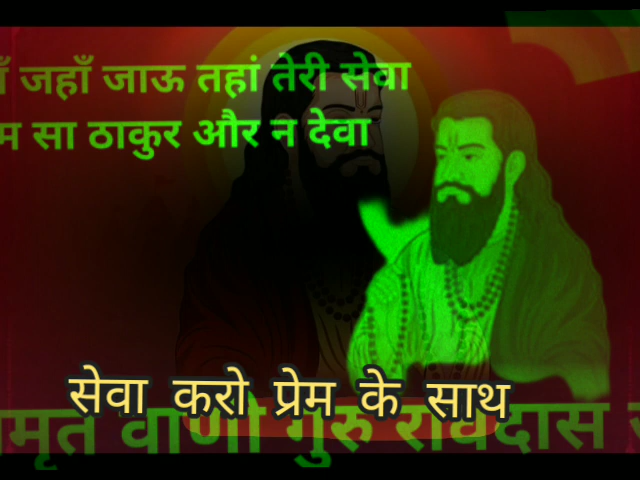 जहाँ जाऊ तहां तेरी सेवा
सा ठाकुर और न देवा
सेवा करो प्रेम के साथ
वाणी गुरु रविदास